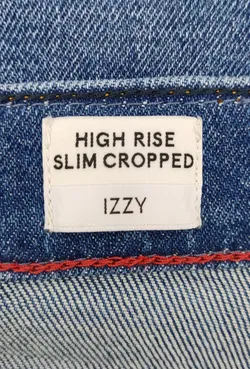 HIGH RISE
SLIM CROPPED
IZZY